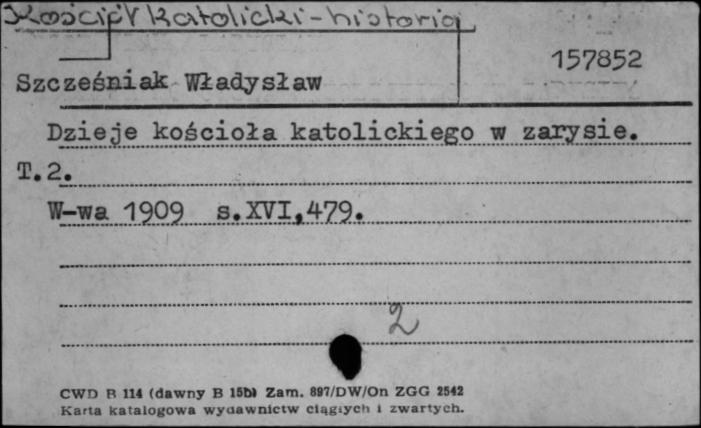 Kościół katolicki - historia
157852
Szcześniak Władysław
Dzieje kościoła katolickiego w zarysie.
T.2.
W-wa 1909 s.XVI,479.
2
CWD B 114 (dawny B 15b) Zam. 897/DW/On ZGG 2542
Karta katalogowa wydawnictw ciągłych i zwartych.